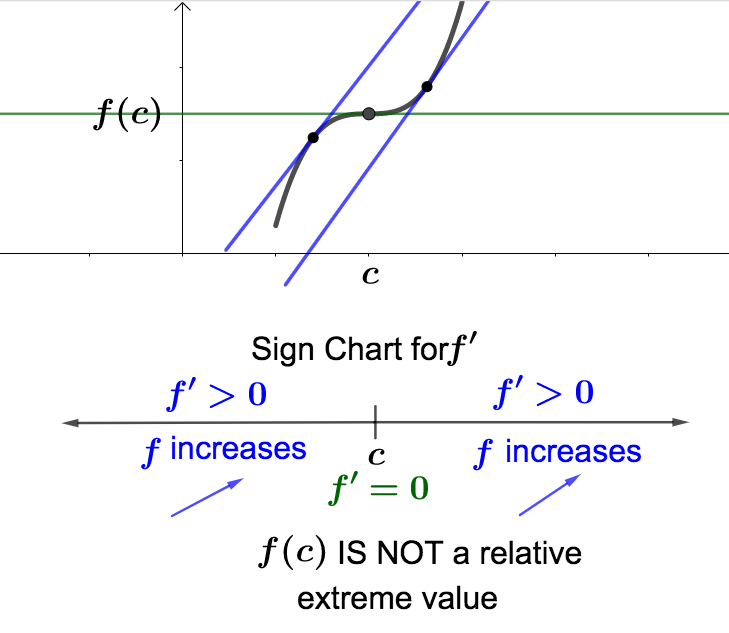 f(c)
c
Sign Chart forf′
f′ > 0
f′ > 0
f increases
c
f increases
f′ = 0
f(c) IS NOT a relative
extreme value